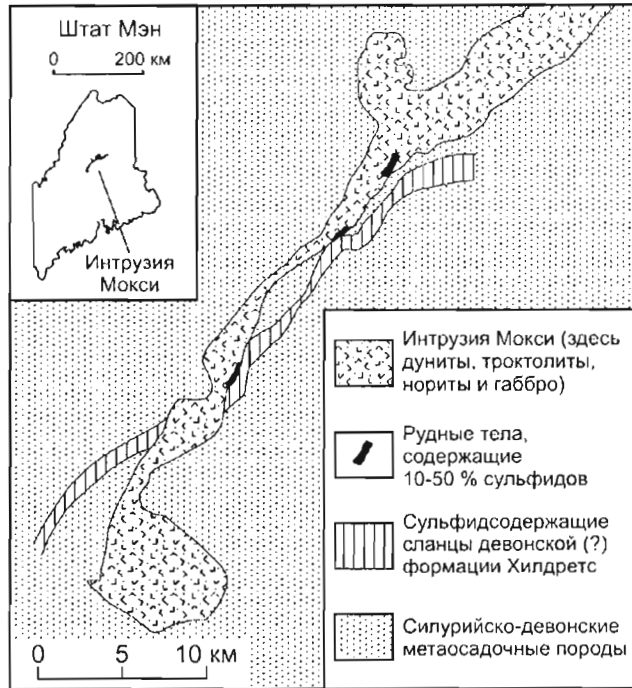 Штат Мэн
0 200 км
Интрузия
Мокси
Интрузия Мокси (здесь
дуниты, троктолиты,
нориты и габбро)
Рудные тела,
содержащие
10-50 % сульфидов
Сульфидсодержащие
сланцы девонской (?)
формации Хилдретс
Силурийско-девонские
метаосадочные породы
0 5 10 км